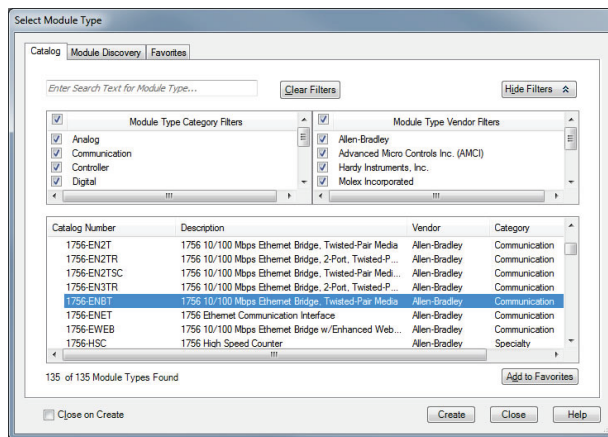 Select Module Type
Catalog Module Discovery Favorites
Enter Search Text for Module Type... Clear Filters Hide Filters
Module Type Category Filters Module Type Vendor Filters
Analog Allen-Bradley
Communication Advanced Micro Controls Inc. (AMCI)
Controller Hardy Instruments, Inc.
Digital Molex Incorporated
Catalog Number Description Vendor Category
1756-EN2T 1756 10/100 Mbps Ethernet Bridge, Twisted-Pair Media Allen-Bradley Communication
1756-EN2TR 1756 10/100 Mbps Ethernet Bridge, 2-Port, Twisted-P... Allen-Bradley Communication
1756-EN2TSC 1756 10/100 Mbps Ethernet Bridge, Twisted-Pair Medi... Allen-Bradley Communication
1756-EN3TR 1756 10/100 Mbps Ethernet Bridge, 2-Port, Twisted-P... Allen-Bradley Communication
1756-ENBT 1756 10/100 Mbps Ethernet Bridge, Twisted-Pair Media Allen-Bradley Communication
1756-ENET 1756 Ethernet Communication Interface Allen-Bradley Communication
1756-EWEB 1756 10/100 Mbps Ethernet Bridge w/Enhanced Web... Allen-Bradley Communication
1756-HSC 1756 High Speed Counter Allen-Bradley Specialty
135 of 135 Module Types Found Add to Favorites
Close on Create Create Close Help